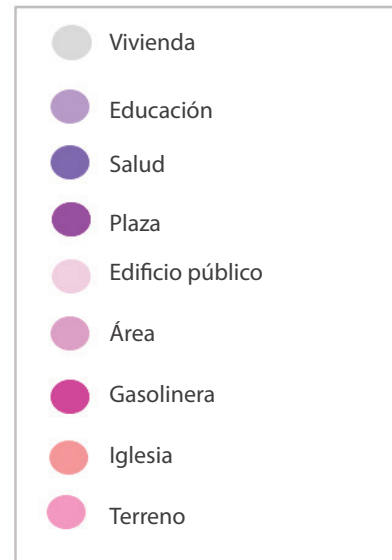 Vivienda
Educación
Salud
Plaza
Edificio público
Área
Gasolinera
Iglesia
Terreno